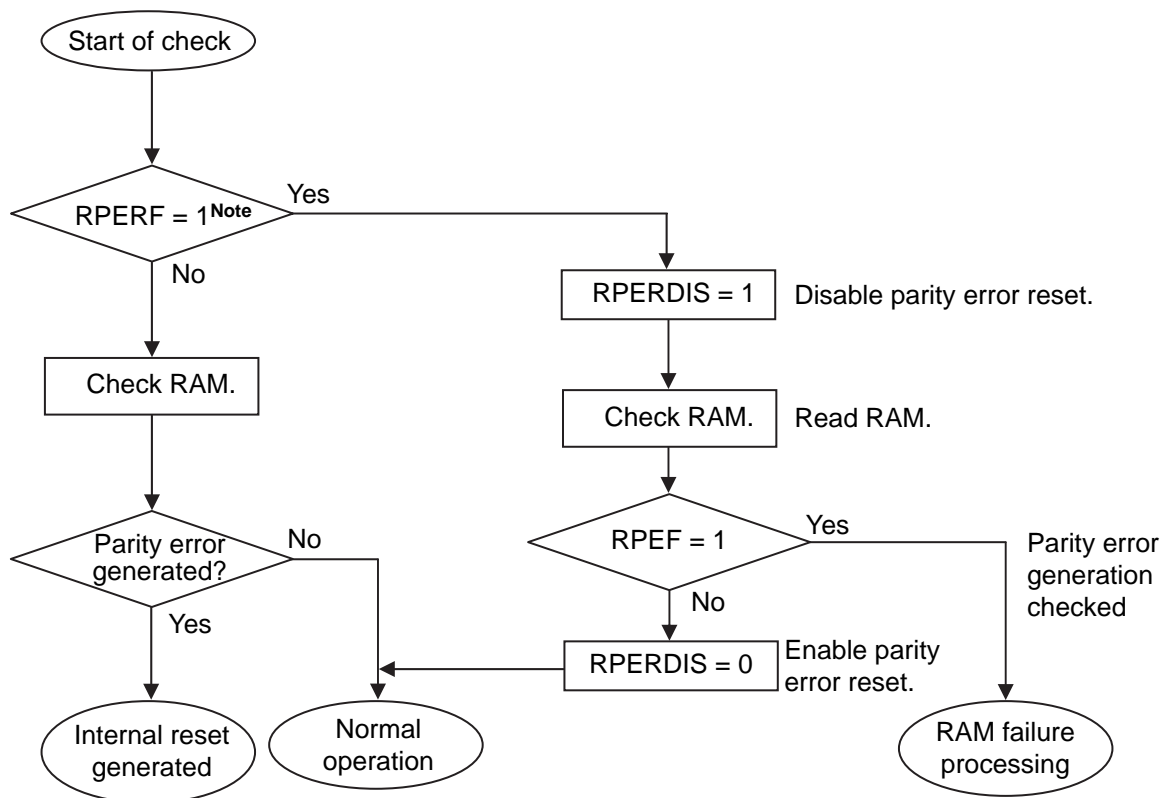 Start of check
RPERF = 1Note
Yes
No
RPERDIS = 1
Disable parity error reset.
Check RAM.
Check RAM.
Read RAM.
Parity error
generated?
No
Yes
RPEF = 1
Yes
No
Parity error
generation
checked
RPERDIS = 0
Enable parity
error reset.
Internal reset
generated
Normal
operation
RAM failure
processing